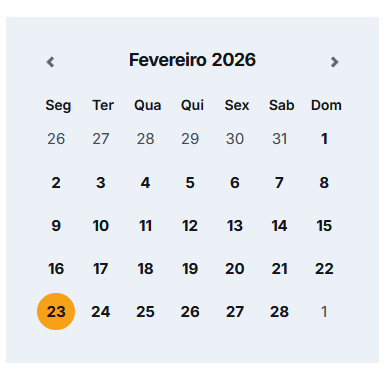 Fevereiro 2026
Seg Ter Qua Qui Sex Sab Dom
26 27 28 29 30 31 1
2 3 4 5 6 7 8
9 10 11 12 13 14 15
16 17 18 19 20 21 22
23 24 25 26 27 28 1